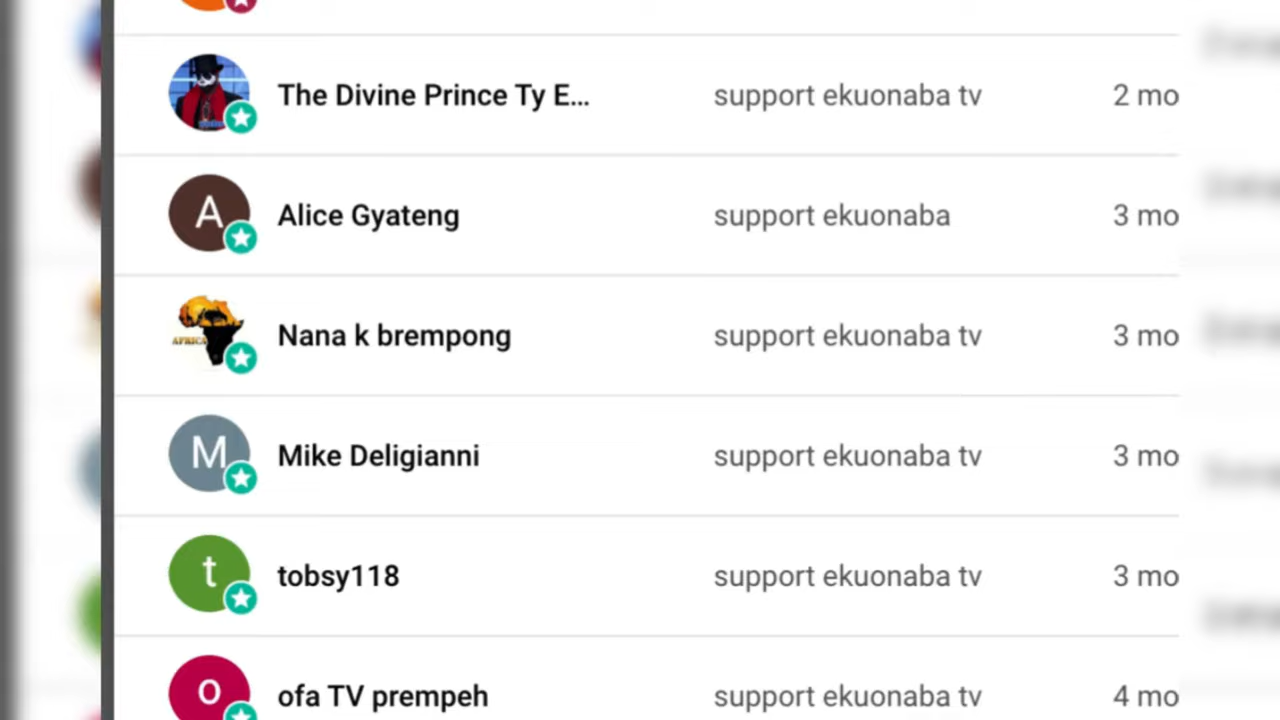 The Divine Prince Ty E... support ekuonaba tv 2 mo
A Alice Gyateng support ekuonaba 3 mo
AFRICA Nana k brempong support ekuonaba tv 3 mo
M Mike Deligianni support ekuonaba tv 3 mo
t tobsy118 support ekuonaba tv 3 mo
o ofa TV prempeh support ekuonaba tv 4 mo